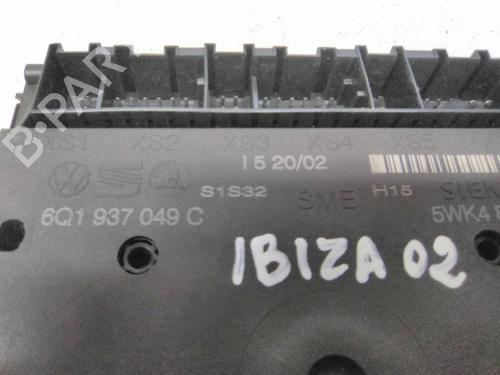 XS1 XS2 XS3 XS4 XS5
I 5 20/02
S1S32 SME H15 SIEM
6Q1 937 049 C
5WK4
IBIZA 02
B-PAR